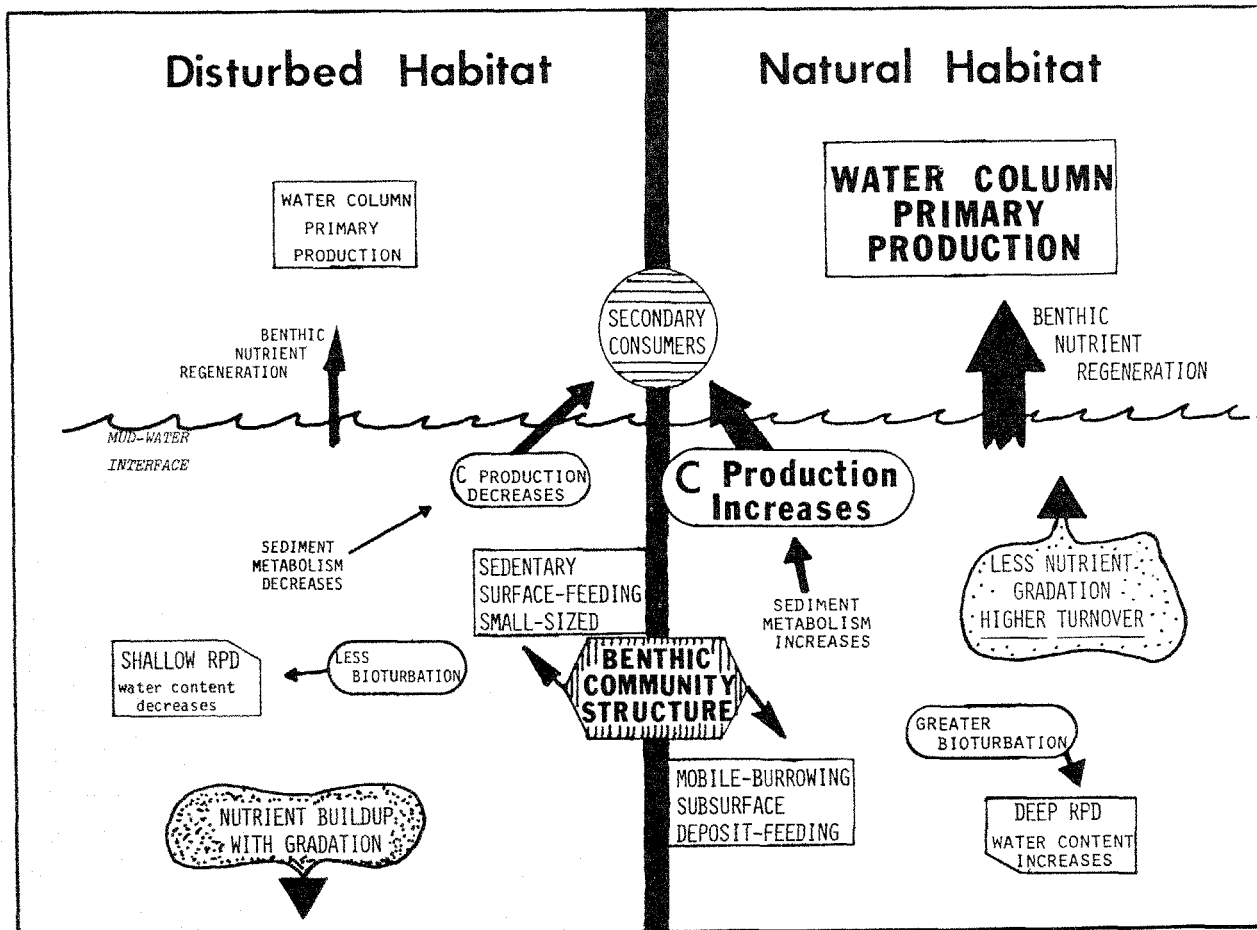 Disturbed Habitat
WATER COLUMN
PRIMARY
PRODUCTION
BENTHIC
NUTRIENT
REGENERATION
MUD-WATER
INTERFACE
C PRODUCTION
DECREASES
SEDIMENT
METABOLISM
DECREASES
SEDENTARY
SURFACE-FEEDING
SMALL-SIZED
LESS
BIOTURBATION
SHALLOW RPD
water content
decreases
NUTRIENT BUILDUP
WITH GRADATION
SECONDARY
CONSUMERS
BENTHIC
COMMUNITY
STRUCTURE
Natural Habitat
WATER COLUMN
PRIMARY
PRODUCTION
BENTHIC
NUTRIENT
REGENERATION
C Production
Increases
SEDIMENT
METABOLISM
INCREASES
LESS NUTRIENT
GRADATION
HIGHER TURNOVER
GREATER
BIOTURBATION
MOBILE-BURROWING
SUBSURFACE
DEPOSIT-FEEDING
DEEP RPD
WATER CONTENT
INCREASES